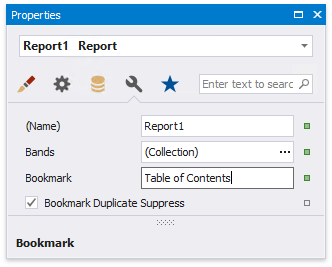 Properties
Report1 Report
Enter text to searc
(Name) Report1
Bands (Collection) ...
Bookmark Table of Contents
Bookmark Duplicate Suppress
Bookmark